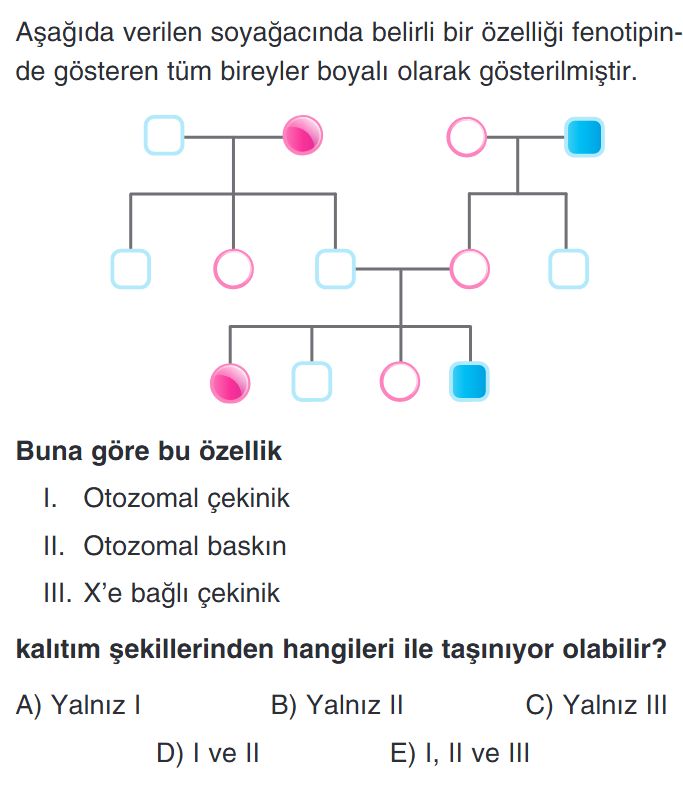 Aşağıda verilen soyağacında belirli bir özelliği fenotipin-
de gösteren tüm bireyler boyalı olarak gösterilmiştir.
Buna göre bu özellik
I. Otozomal çekinik
II. Otozomal baskın
III. X’e bağlı çekinik
kalıtım şekillerinden hangileri ile taşınıyor olabilir?
A) Yalnız I B) Yalnız II C) Yalnız III
D) I ve II E) I, II ve III